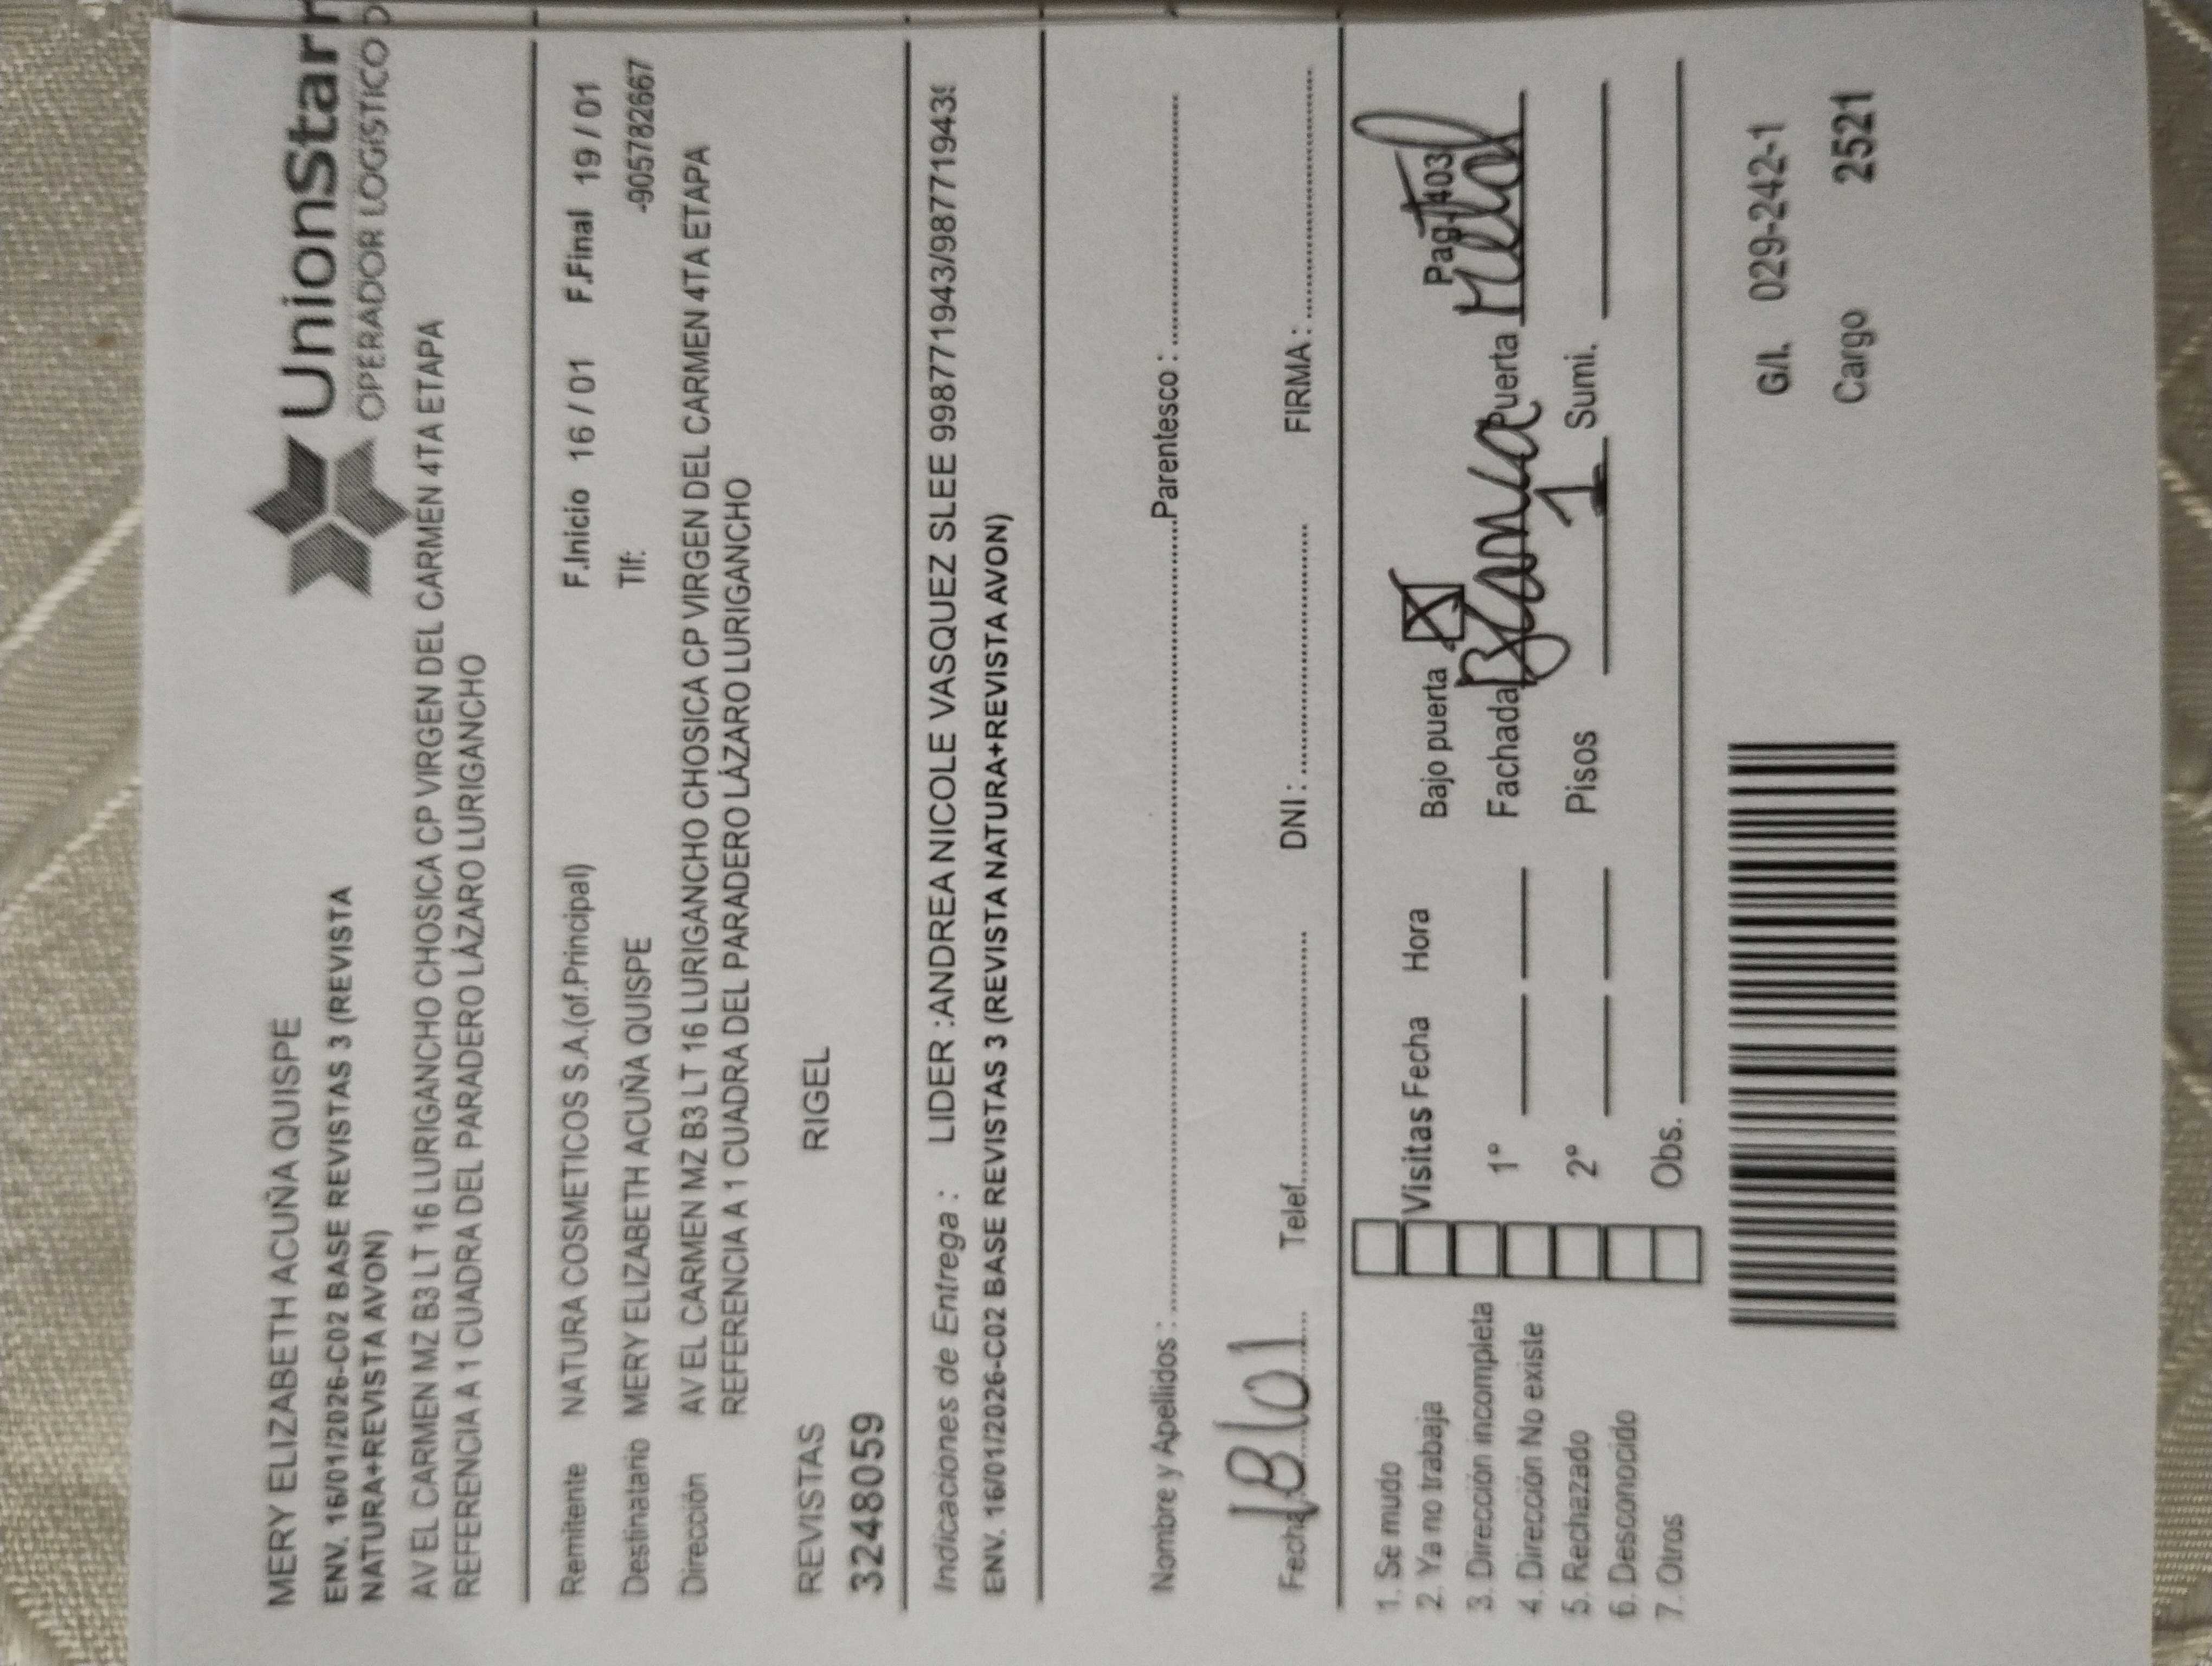 UnionStar
OPERADOR LOGÍSTICO
MERY ELIZABETH ACUÑA QUISPE
ENV. 16/01/2026-C02 BASE REVISTAS 3 (REVISTA
NATURA+REVISTA AVON)
AV EL CARMEN MZ B3 LT 16 LURIGANCHO CHOSICA CP VIRGEN DEL CARMEN 4TA ETAPA
REFERENCIA A 1 CUADRA DEL PARADERO LÁZARO LURIGANCHO
Remitente NATURA COSMETICOS S.A.(of.Principal) F.Inicio 16 / 01 F.Final 19 / 01
Destinatario MERY ELIZABETH ACUÑA QUISPE Tlf: -905782667
Dirección AV EL CARMEN MZ B3 LT 16 LURIGANCHO CHOSICA CP VIRGEN DEL CARMEN 4TA ETAPA
REFERENCIA A 1 CUADRA DEL PARADERO LÁZARO LURIGANCHO
REVISTAS RIGEL
3248059
Indicaciones de Entrega : LIDER :ANDREA NICOLE VASQUEZ SLEE 998771943/98771943
ENV. 16/01/2026-C02 BASE REVISTAS 3 (REVISTA NATURA+REVISTA AVON)
Nombre y Apellidos : Parentesco :
Fecha 18 01 Telef. DNI : FIRMA :
1. Se mudo
2. Ya no trabaja
3. Dirección incompleta
4. Dirección No existe
5. Rechazado
6. Desconocido
7. Otros
Visitas Fecha Hora Bajo puerta Pag. 403
1° Fachada Blanca Puerta Metal
2° Pisos 1 Sumi.
Obs.
G/I. 029-242-1
Cargo 2521